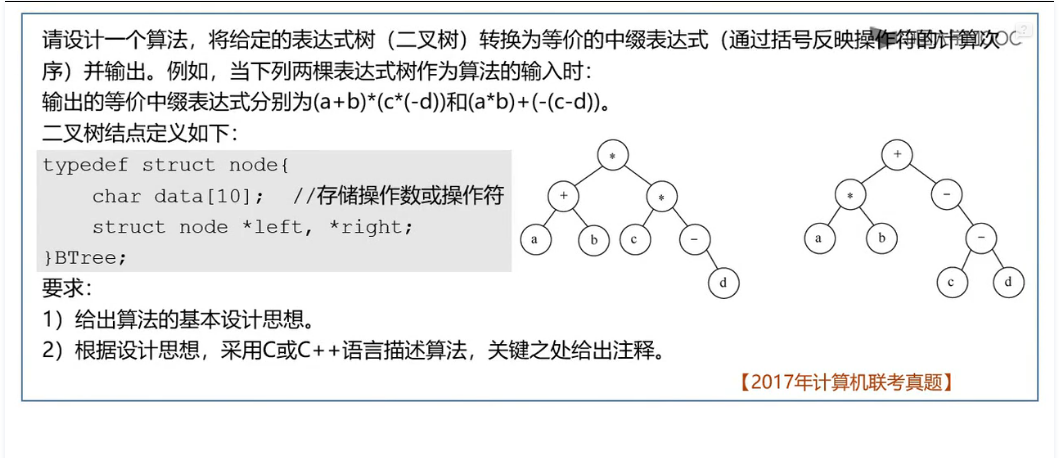 请设计一个算法，将给定的表达式树（二叉树）转换为等价的中缀表达式（通过括号反映操作符的计算次
序）并输出。例如，当下列两棵表达式树作为算法的输入时：
输出的等价中缀表达式分别为(a+b)*(c*(-d))和(a*b)+(-(c-d))。
二叉树结点定义如下：
typedef struct node{
char data[10]; //存储操作数或操作符
struct node *left, *right;
}BTree;
* + * a b c - d
+ * - a b - c d
要求：
1）给出算法的基本设计思想。
2）根据设计思想，采用C或C++语言描述算法，关键之处给出注释。
【2017年计算机联考真题】